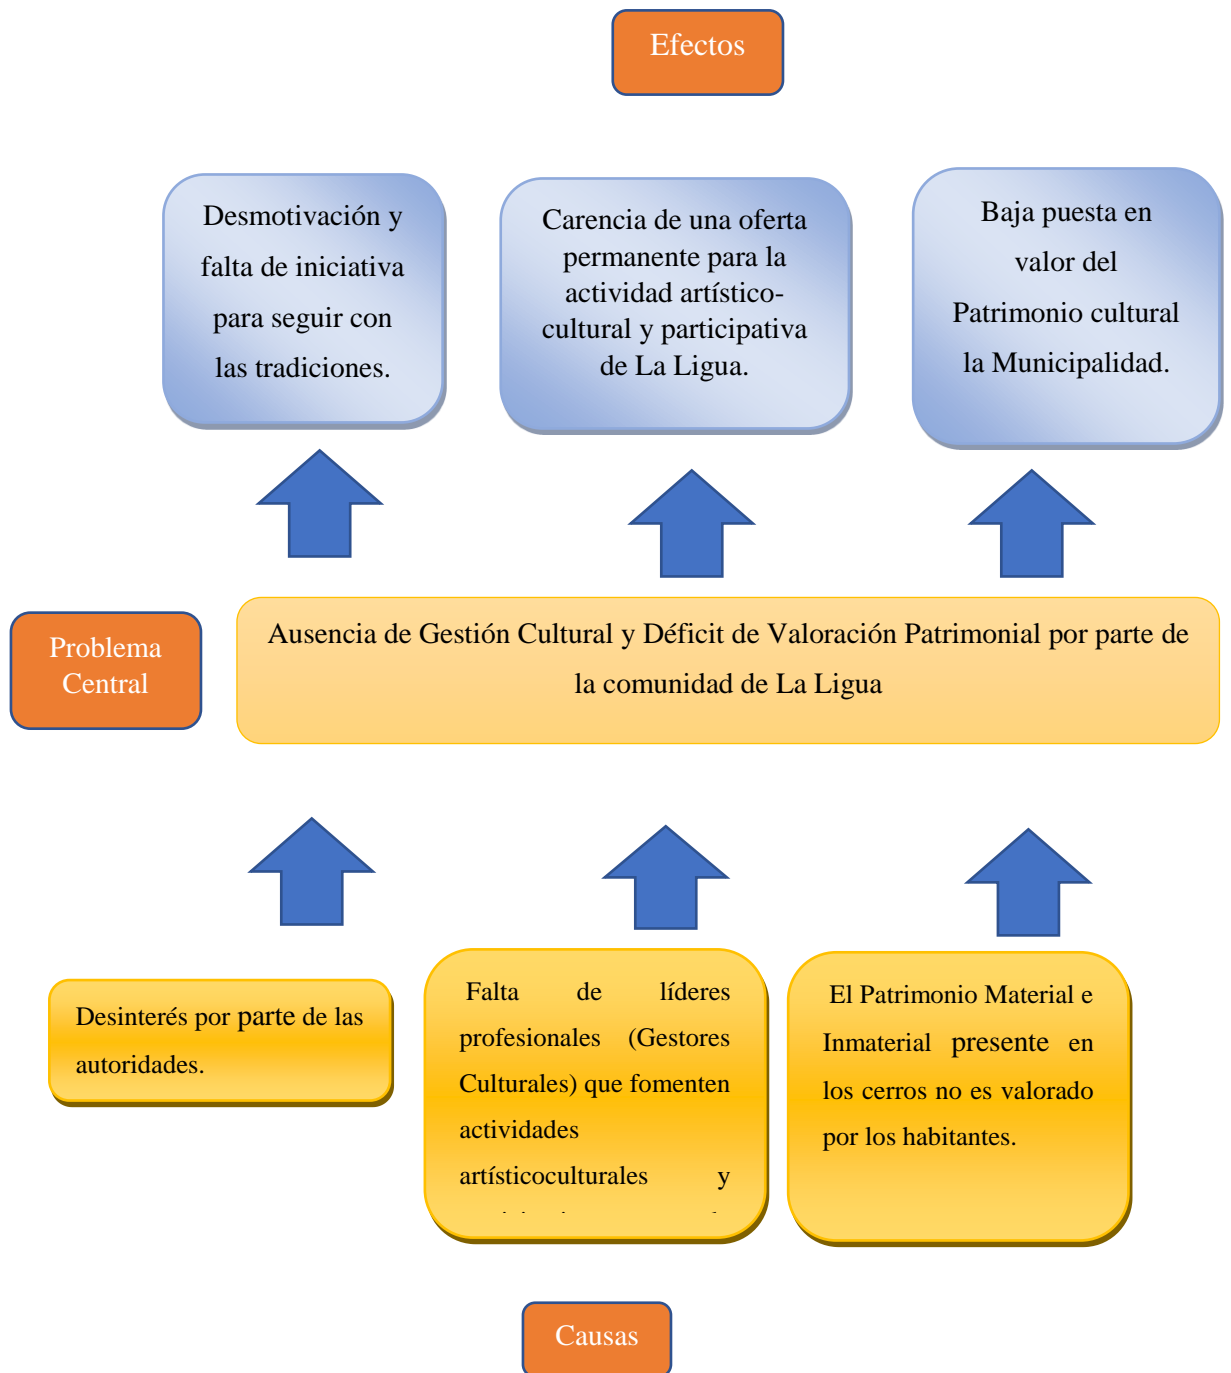 Efectos
Desmotivación y
falta de iniciativa
para seguir con
las tradiciones.
Carencia de una oferta
permanente para la
actividad artístico-
cultural y participativa
de La Ligua.
Baja puesta en
valor del
Patrimonio cultural
la Municipalidad.
Problema
Central
Ausencia de Gestión Cultural y Déficit de Valoración Patrimonial por parte de
la comunidad de La Ligua
Desinterés por parte de las
autoridades.
Falta de líderes
profesionales (Gestores
Culturales) que fomenten
actividades
artísticoculturales y
El Patrimonio Material e
Inmaterial presente en
los cerros no es valorado
por los habitantes.
Causas